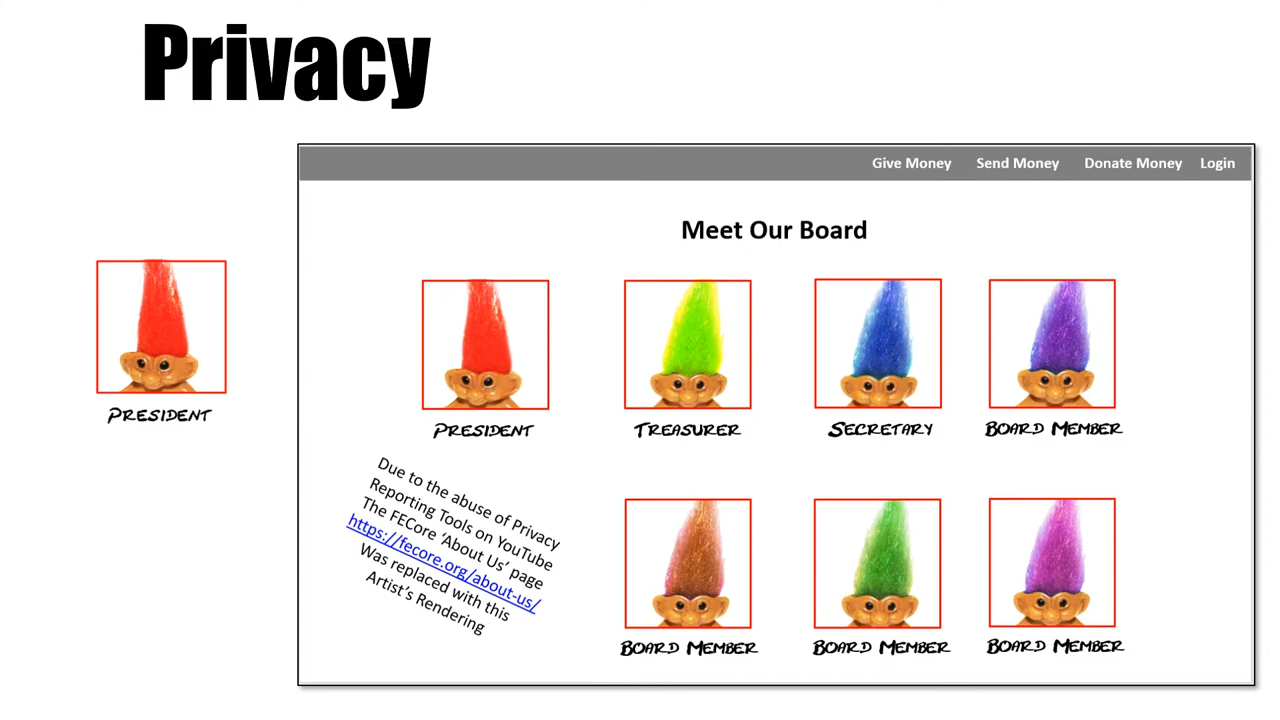 Privacy
Give Money Send Money Donate Money Login
Meet Our Board
PRESIDENT
PRESIDENT TREASURER SECRETARY BOARD MEMBER
Due to the abuse of Privacy
Reporting Tools on YouTube
The FECore ‘About Us’ page
https://fecore.org/about-us/
Was replaced with this
Artist’s Rendering
BOARD MEMBER BOARD MEMBER BOARD MEMBER